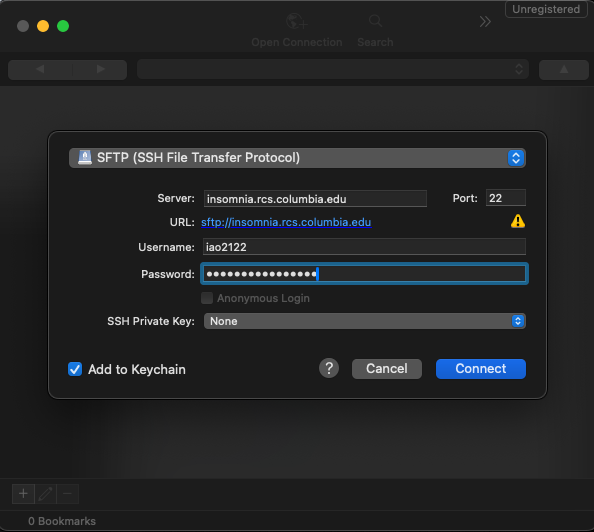 Unregistered
Open Connection Search
SFTP (SSH File Transfer Protocol)
Server: insomnia.rcs.columbia.edu Port: 22
URL: sftp://insomnia.rcs.columbia.edu
Username: iao2122
Password: ••••••••••••••••
Anonymous Login
SSH Private Key: None
Add to Keychain ? Cancel Connect
0 Bookmarks